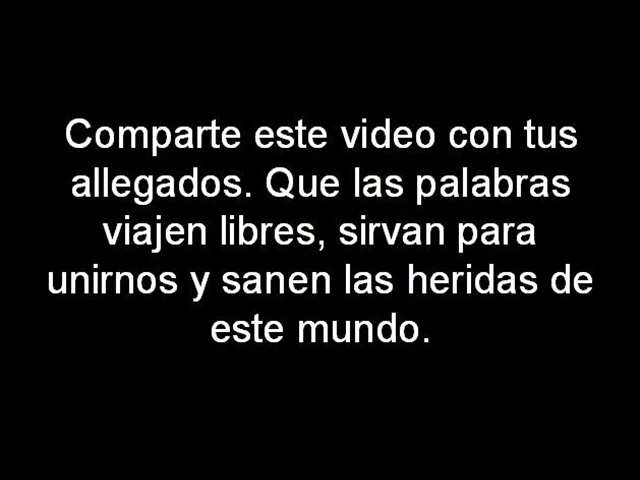 Comparte este video con tus
allegados. Que las palabras
viajen libres, sirvan para
unirnos y sanen las heridas de
este mundo.